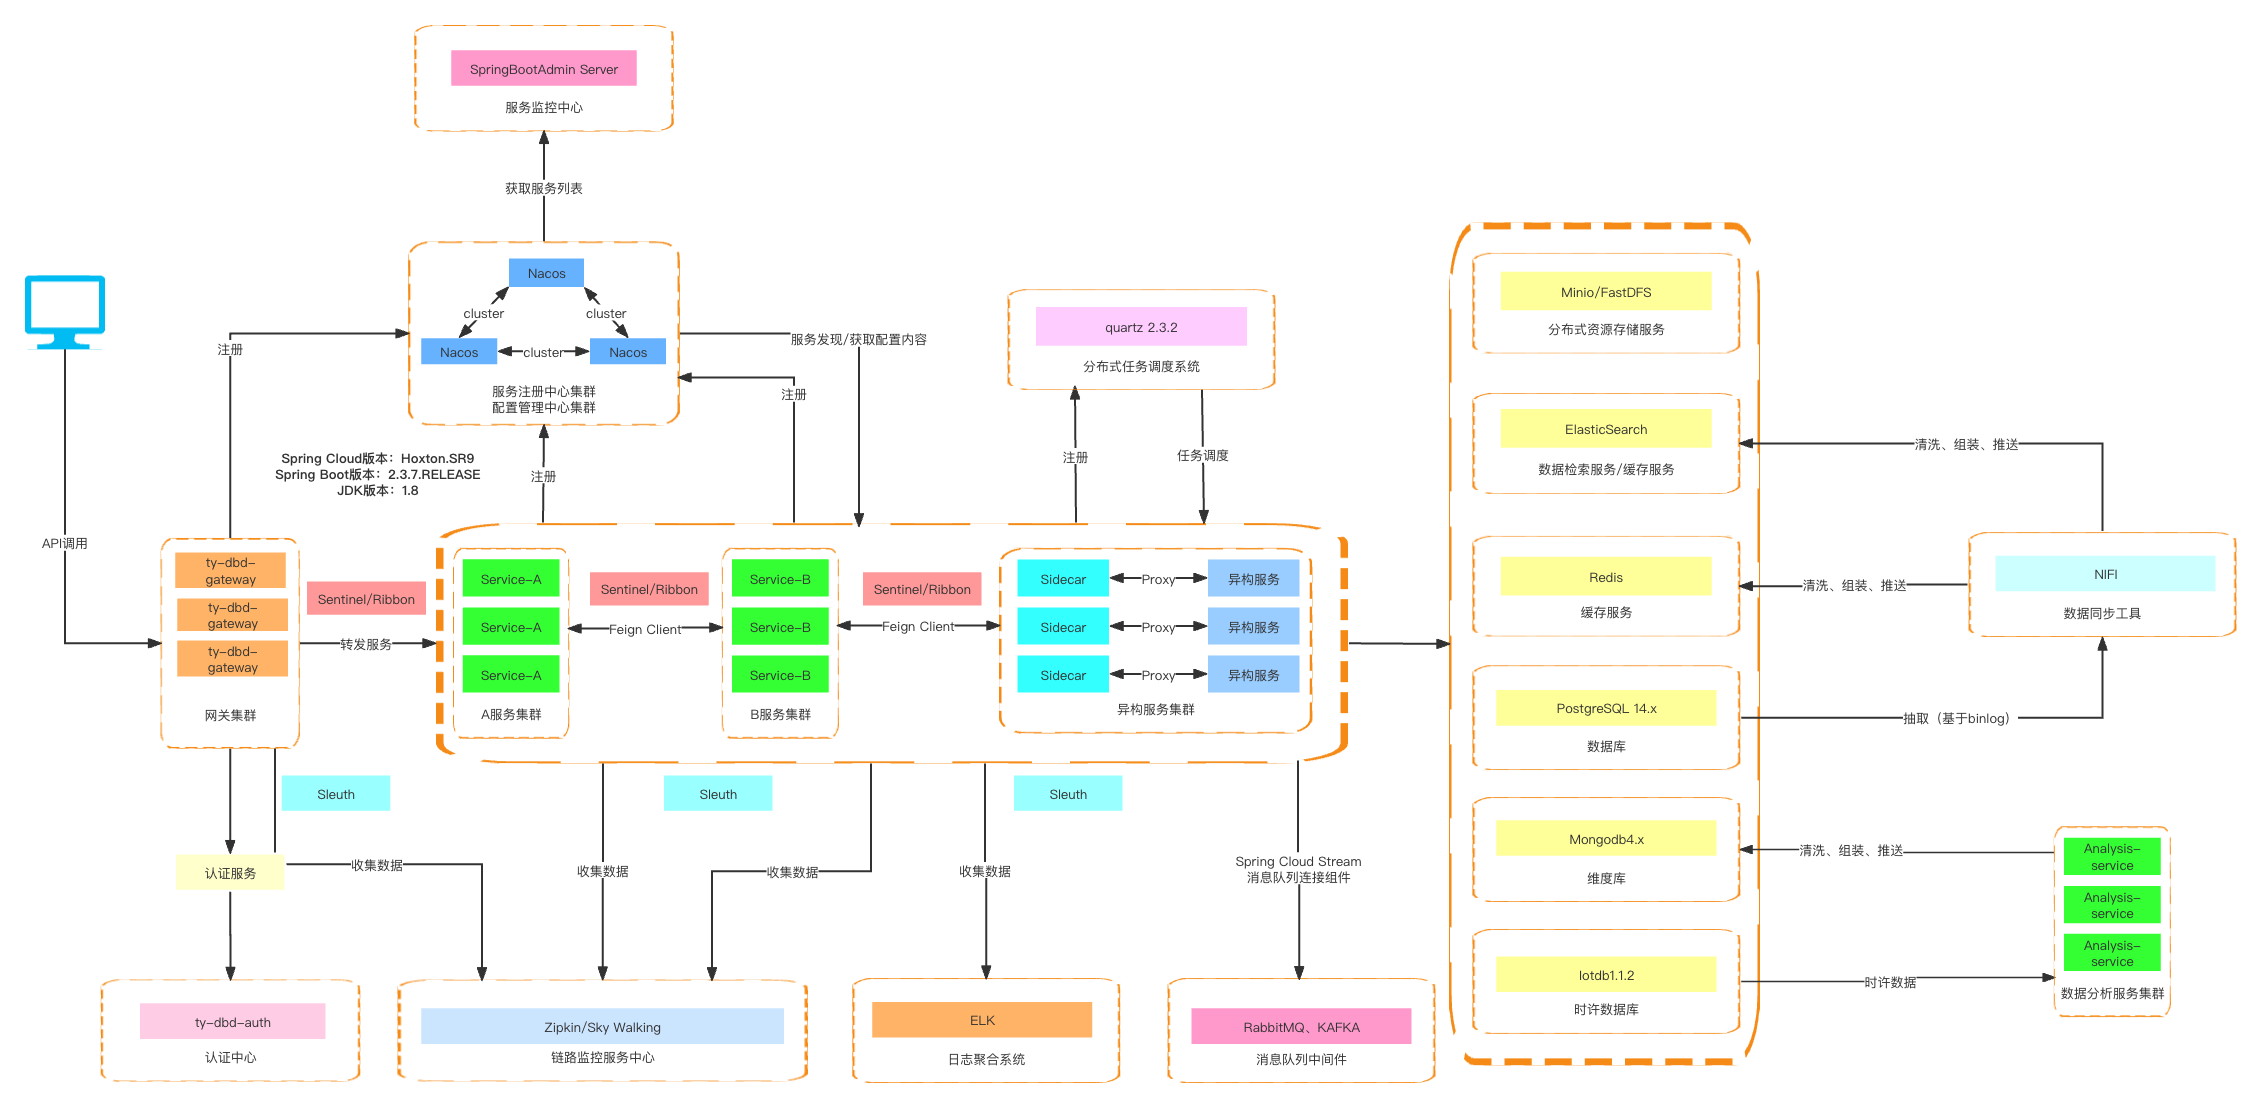 SpringBootAdmin Server
服务监控中心
获取服务列表
Nacos
cluster
cluster
Nacos
cluster
Nacos
服务注册中心集群
配置管理中心集群
注册
服务发现/获取配置内容
注册
注册
quartz 2.3.2
分布式任务调度系统
注册
任务调度
Spring Cloud版本：Hoxton.SR9
Spring Boot版本：2.3.7.RELEASE
JDK版本：1.8
API调用
ty-dbd-
gateway
ty-dbd-
gateway
ty-dbd-
gateway
网关集群
Sentinel/Ribbon
转发服务
Service-A
Service-A
Service-A
A服务集群
Sentinel/Ribbon
Feign Client
Service-B
Service-B
Service-B
B服务集群
Sentinel/Ribbon
Feign Client
Sidecar
Proxy
异构服务
Sidecar
Proxy
异构服务
Sidecar
Proxy
异构服务
异构服务集群
Sleuth
Sleuth
Sleuth
认证服务
收集数据
收集数据
收集数据
收集数据
Spring Cloud Stream
消息队列连接组件
ty-dbd-auth
认证中心
Zipkin/Sky Walking
链路监控服务中心
ELK
日志聚合系统
RabbitMQ、KAFKA
消息队列中间件
Minio/FastDFS
分布式资源存储服务
ElasticSearch
数据检索服务/缓存服务
Redis
缓存服务
PostgreSQL 14.x
数据库
Mongodb4.x
维度库
Iotdb1.1.2
时许数据库
清洗、组装、推送
清洗、组装、推送
NIFI
数据同步工具
抽取（基于binlog）
清洗、组装、推送
时许数据
Analysis-
service
Analysis-
service
Analysis-
service
数据分析服务集群